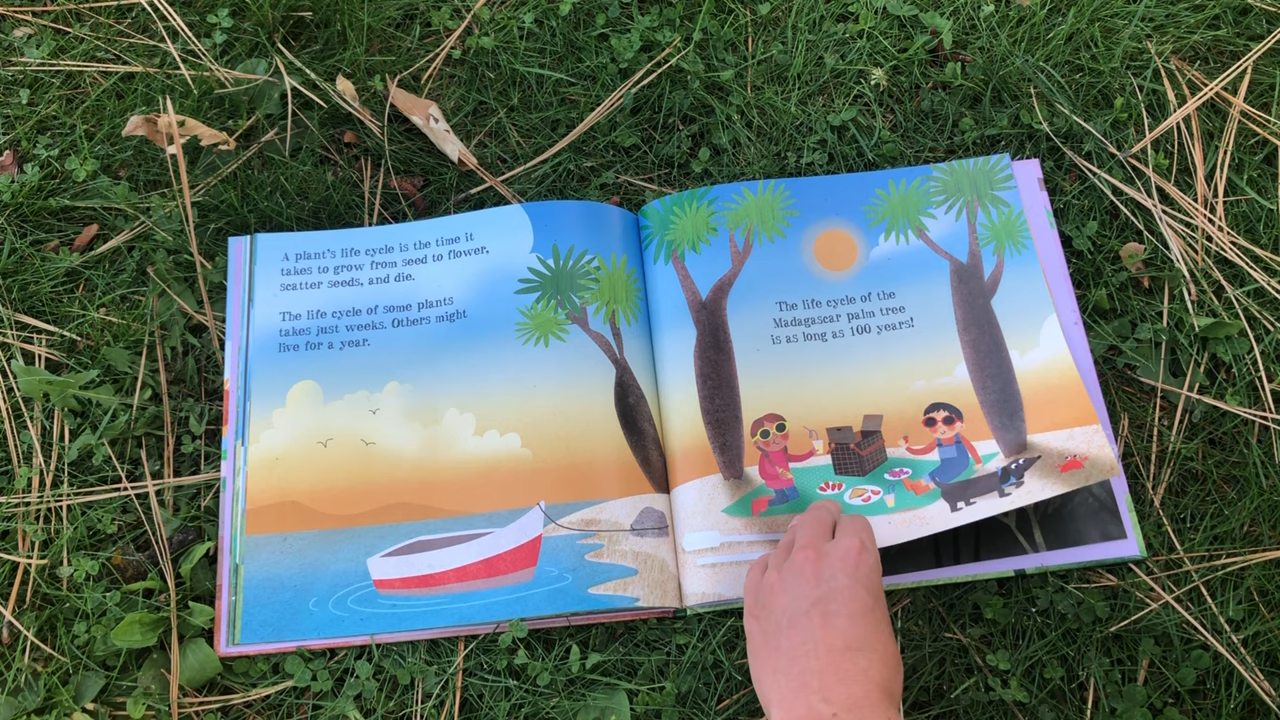 A plant's life cycle is the time it
takes to grow from seed to flower,
scatter seeds, and die.
The life cycle of some plants
takes just weeks. Others might
live for a year.
The life cycle of the
Madagascar palm tree
is as long as 100 years!